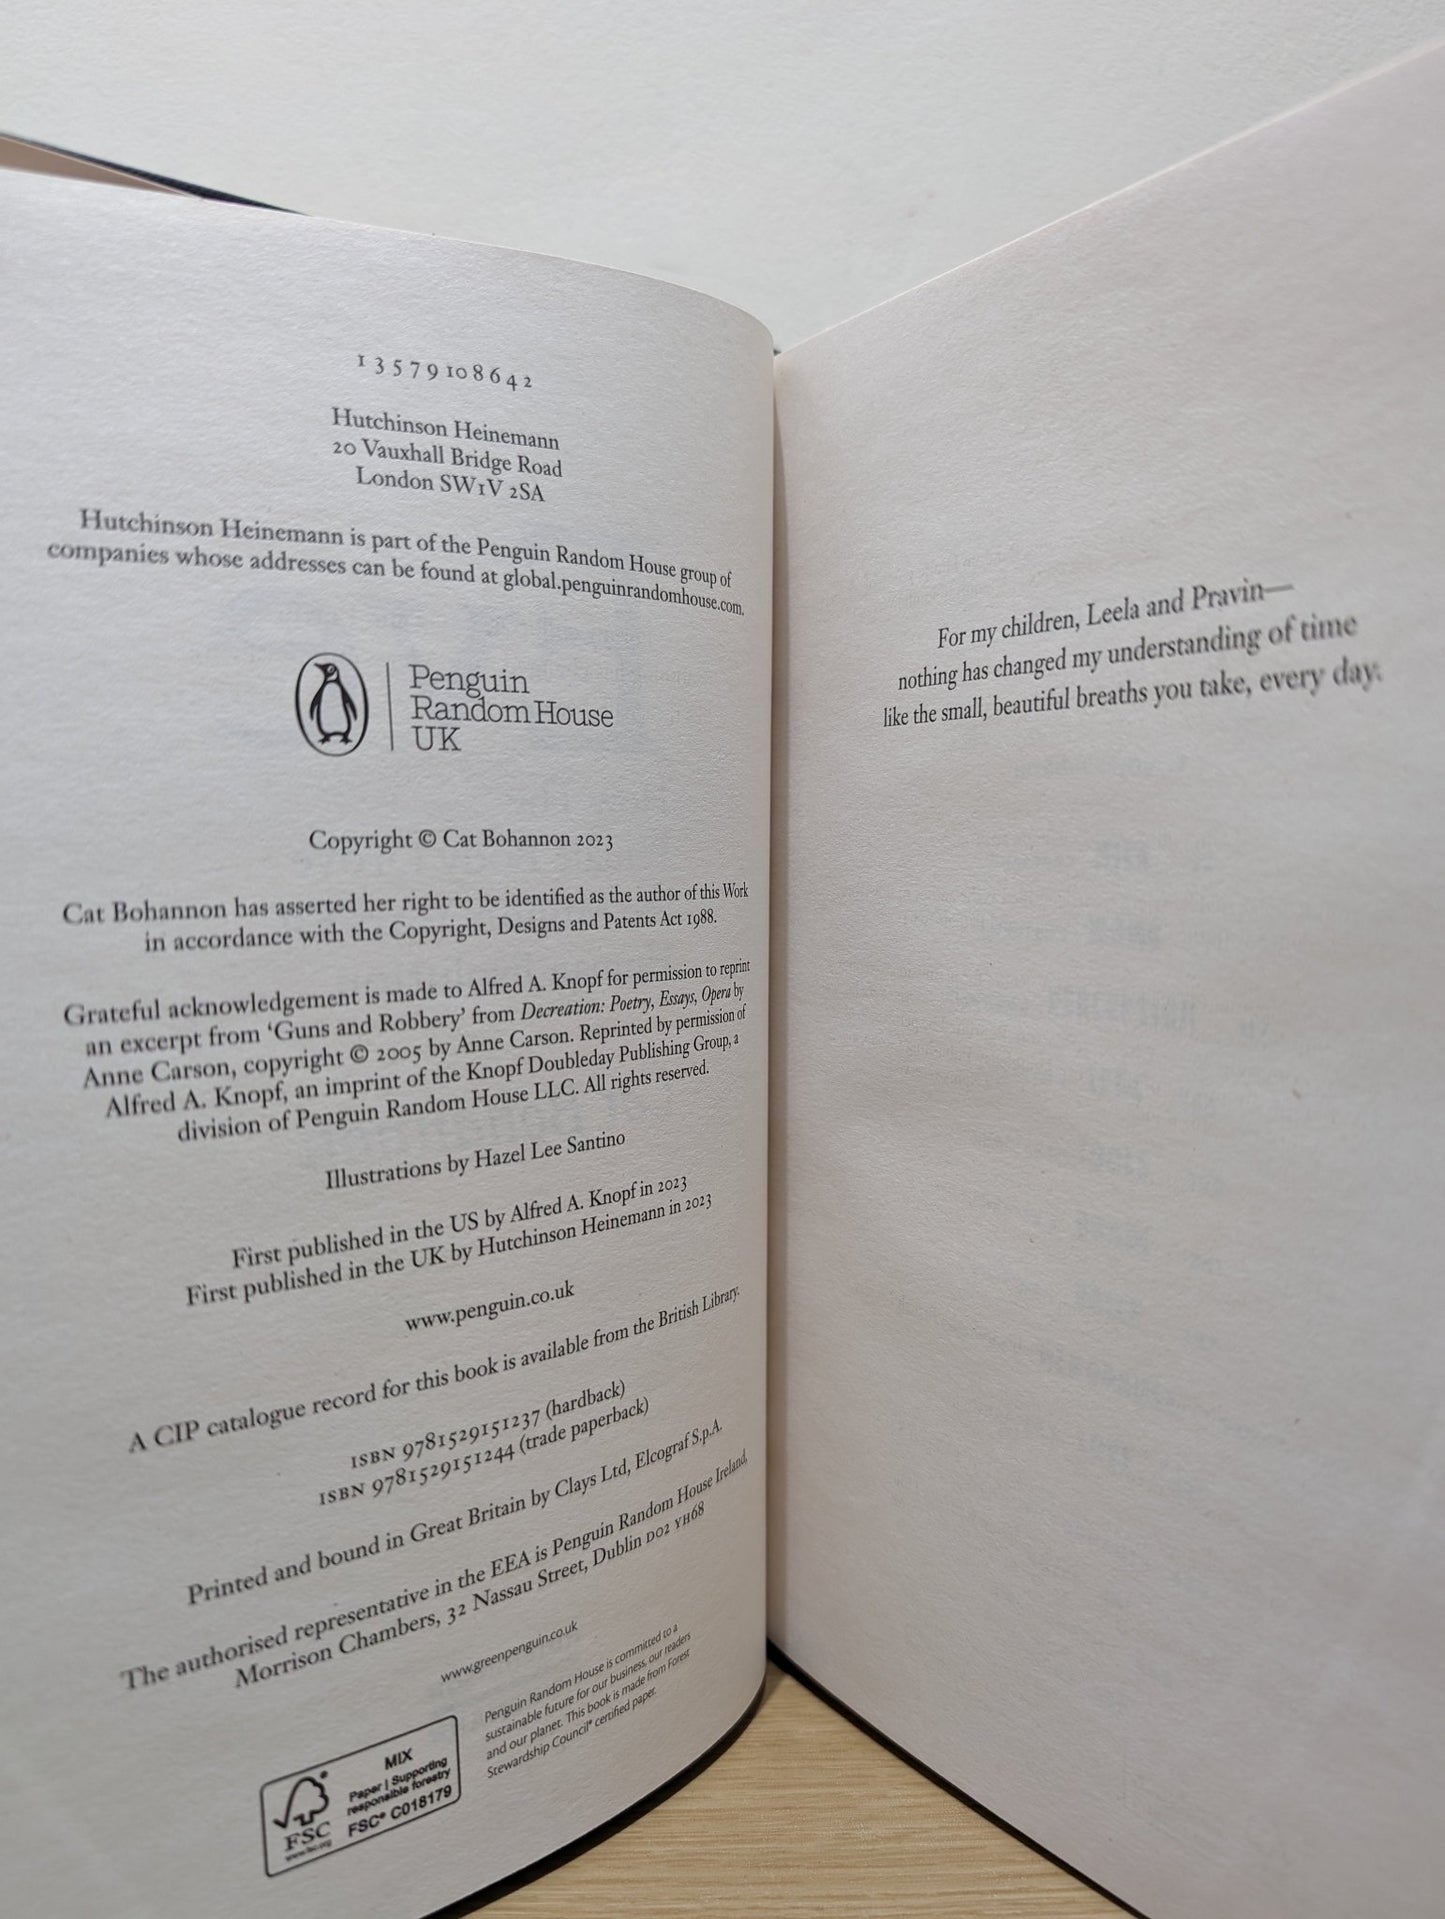 1 3 5 7 9 10 8 6 4 2
Hutchinson Heinemann
20 Vauxhall Bridge Road
London SW1V 2SA
Hutchinson Heinemann is part of the Penguin Random House group of
companies whose addresses can be found at global.penguinrandomhouse.com.
Penguin
Random House
UK
Copyright © Cat Bohannon 2023
Cat Bohannon has asserted her right to be identified as the author of this Work
in accordance with the Copyright, Designs and Patents Act 1988.
Grateful acknowledgement is made to Alfred A. Knopf for permission to reprint
an excerpt from ‘Guns and Robbery’ from Decreation: Poetry, Essays, Opera by
Anne Carson, copyright © 2005 by Anne Carson. Reprinted by permission of
Alfred A. Knopf, an imprint of the Knopf Doubleday Publishing Group, a
division of Penguin Random House LLC. All rights reserved.
Illustrations by Hazel Lee Santino
First published in the US by Alfred A. Knopf in 2023
First published in the UK by Hutchinson Heinemann in 2023
www.penguin.co.uk
A CIP catalogue record for this book is available from the British Library.
ISBN 9781529151237 (hardback)
ISBN 9781529151244 (trade paperback)
Printed and bound in Great Britain by Clays Ltd, Elcograf S.p.A.
The authorised representative in the EEA is Penguin Random House Ireland,
Morrison Chambers, 32 Nassau Street, Dublin D02 YH68
www.greenpenguin.co.uk
Penguin Random House is committed to a
sustainable future for our business, our readers
and our planet. This book is made from Forest
Stewardship Council® certified paper.
MIX
Paper | Supporting
responsible forestry
FSC® C018179
FSC
www.fsc.org
For my children, Leela and Pravin—
nothing has changed my understanding of time
like the small, beautiful breaths you take, every day.